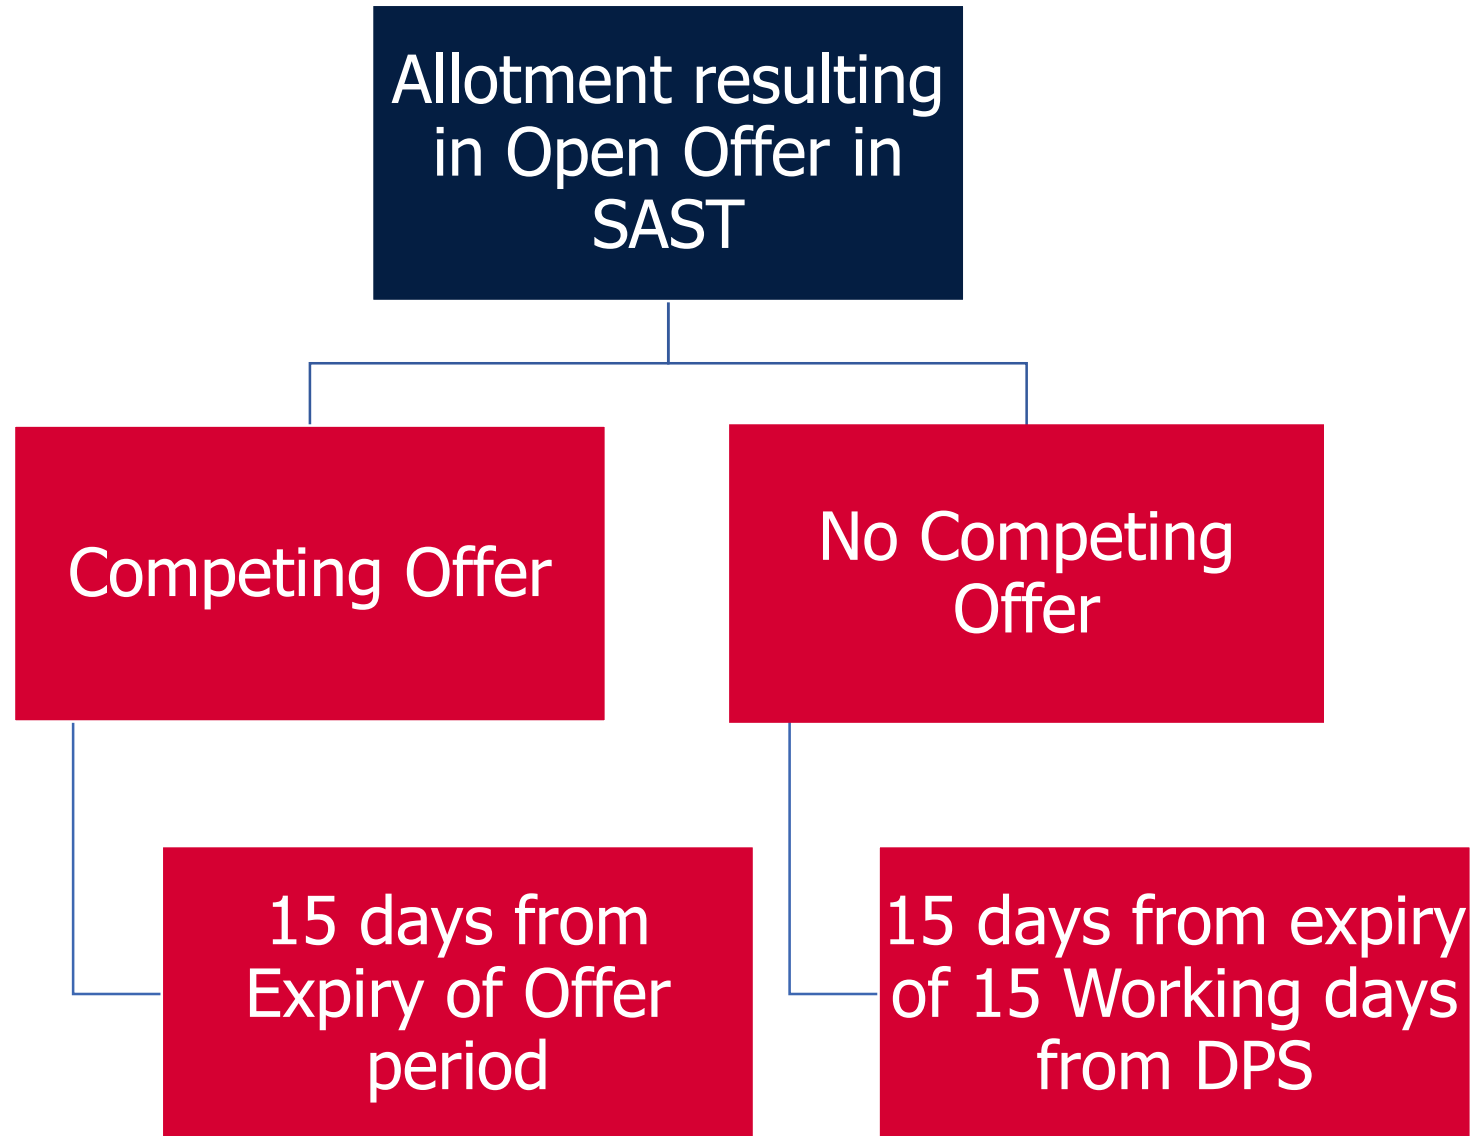 Allotment resulting
in Open Offer in
SAST
Competing Offer
No Competing
Offer
15 days from
Expiry of Offer
period
15 days from expiry
of 15 Working days
from DPS